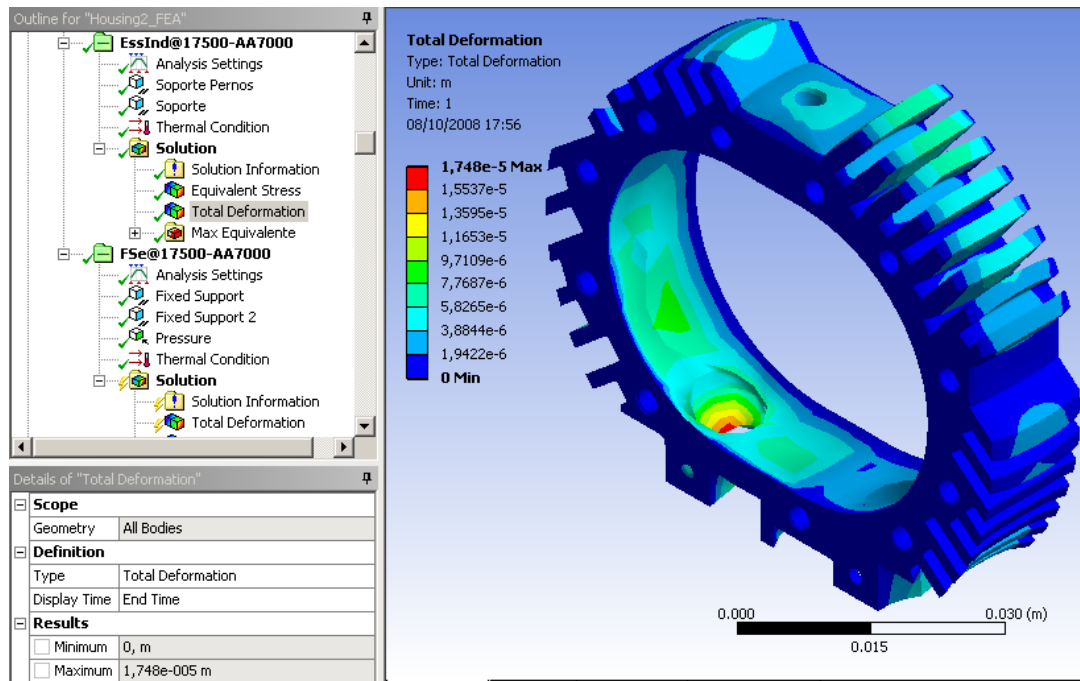 Outline for "Housing2_FEA"
EssInd@17500-AA7000
Analysis Settings
Soporte Pernos
Soporte
Thermal Condition
Solution
Solution Information
Equivalent Stress
Total Deformation
Max Equivalente
FSe@17500-AA7000
Analysis Settings
Fixed Support
Fixed Support 2
Pressure
Thermal Condition
Solution
Solution Information
Total Deformation
Details of "Total Deformation"
Scope
Geometry All Bodies
Definition
Type Total Deformation
Display Time End Time
Results
Minimum 0, m
Maximum 1,748e-005 m
Total Deformation
Type: Total Deformation
Unit: m
Time: 1
08/10/2008 17:56
1,748e-5 Max
1,5537e-5
1,3595e-5
1,1653e-5
9,7109e-6
7,7687e-6
5,8265e-6
3,8844e-6
1,9422e-6
0 Min
0.000 0.030 (m)
0.015